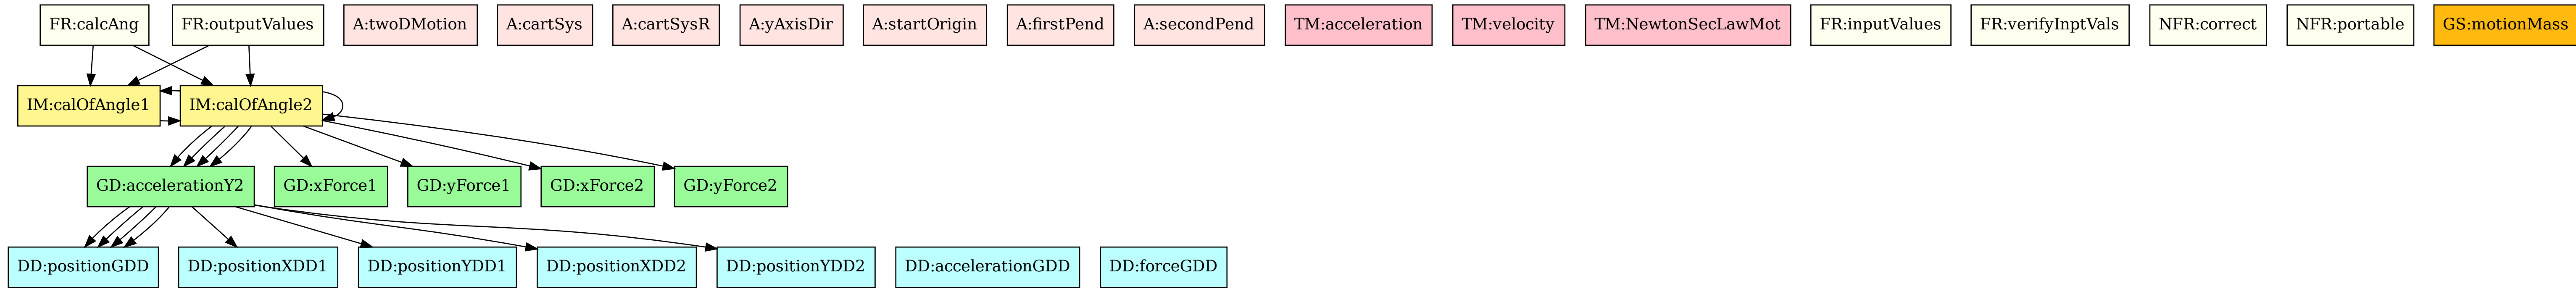 FR:calcAng
FR:outputValues
A:twoDMotion
A:cartSys
A:cartSysR
A:yAxisDir
A:startOrigin
A:firstPend
A:secondPend
TM:acceleration
TM:velocity
TM:NewtonSecLawMot
FR:inputValues
FR:verifyInptVals
NFR:correct
NFR:portable
GS:motionMass
IM:calOfAngle1
IM:calOfAngle2
GD:accelerationY2
GD:xForce1
GD:yForce1
GD:xForce2
GD:yForce2
DD:positionGDD
DD:positionXDD1
DD:positionYDD1
DD:positionXDD2
DD:positionYDD2
DD:accelerationGDD
DD:forceGDD